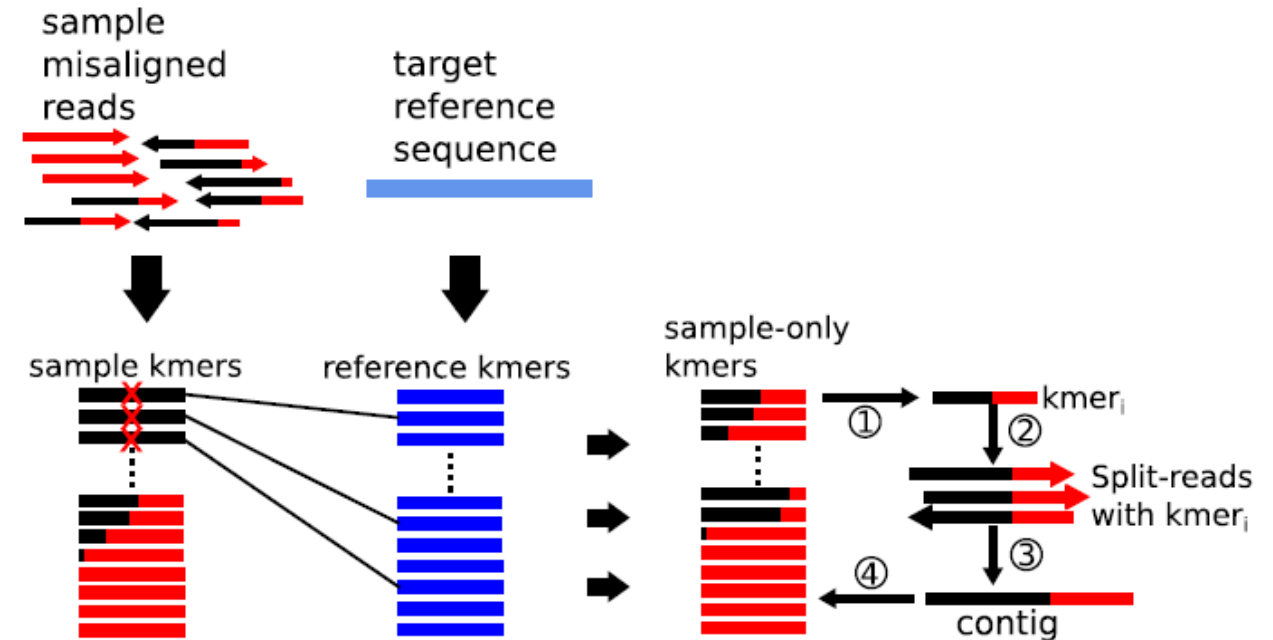 sample
misaligned
reads
target
reference
sequence
sample kmers
reference kmers
sample-only
kmers
① kmerᵢ
②
Split-reads
with kmerᵢ
③
④
contig